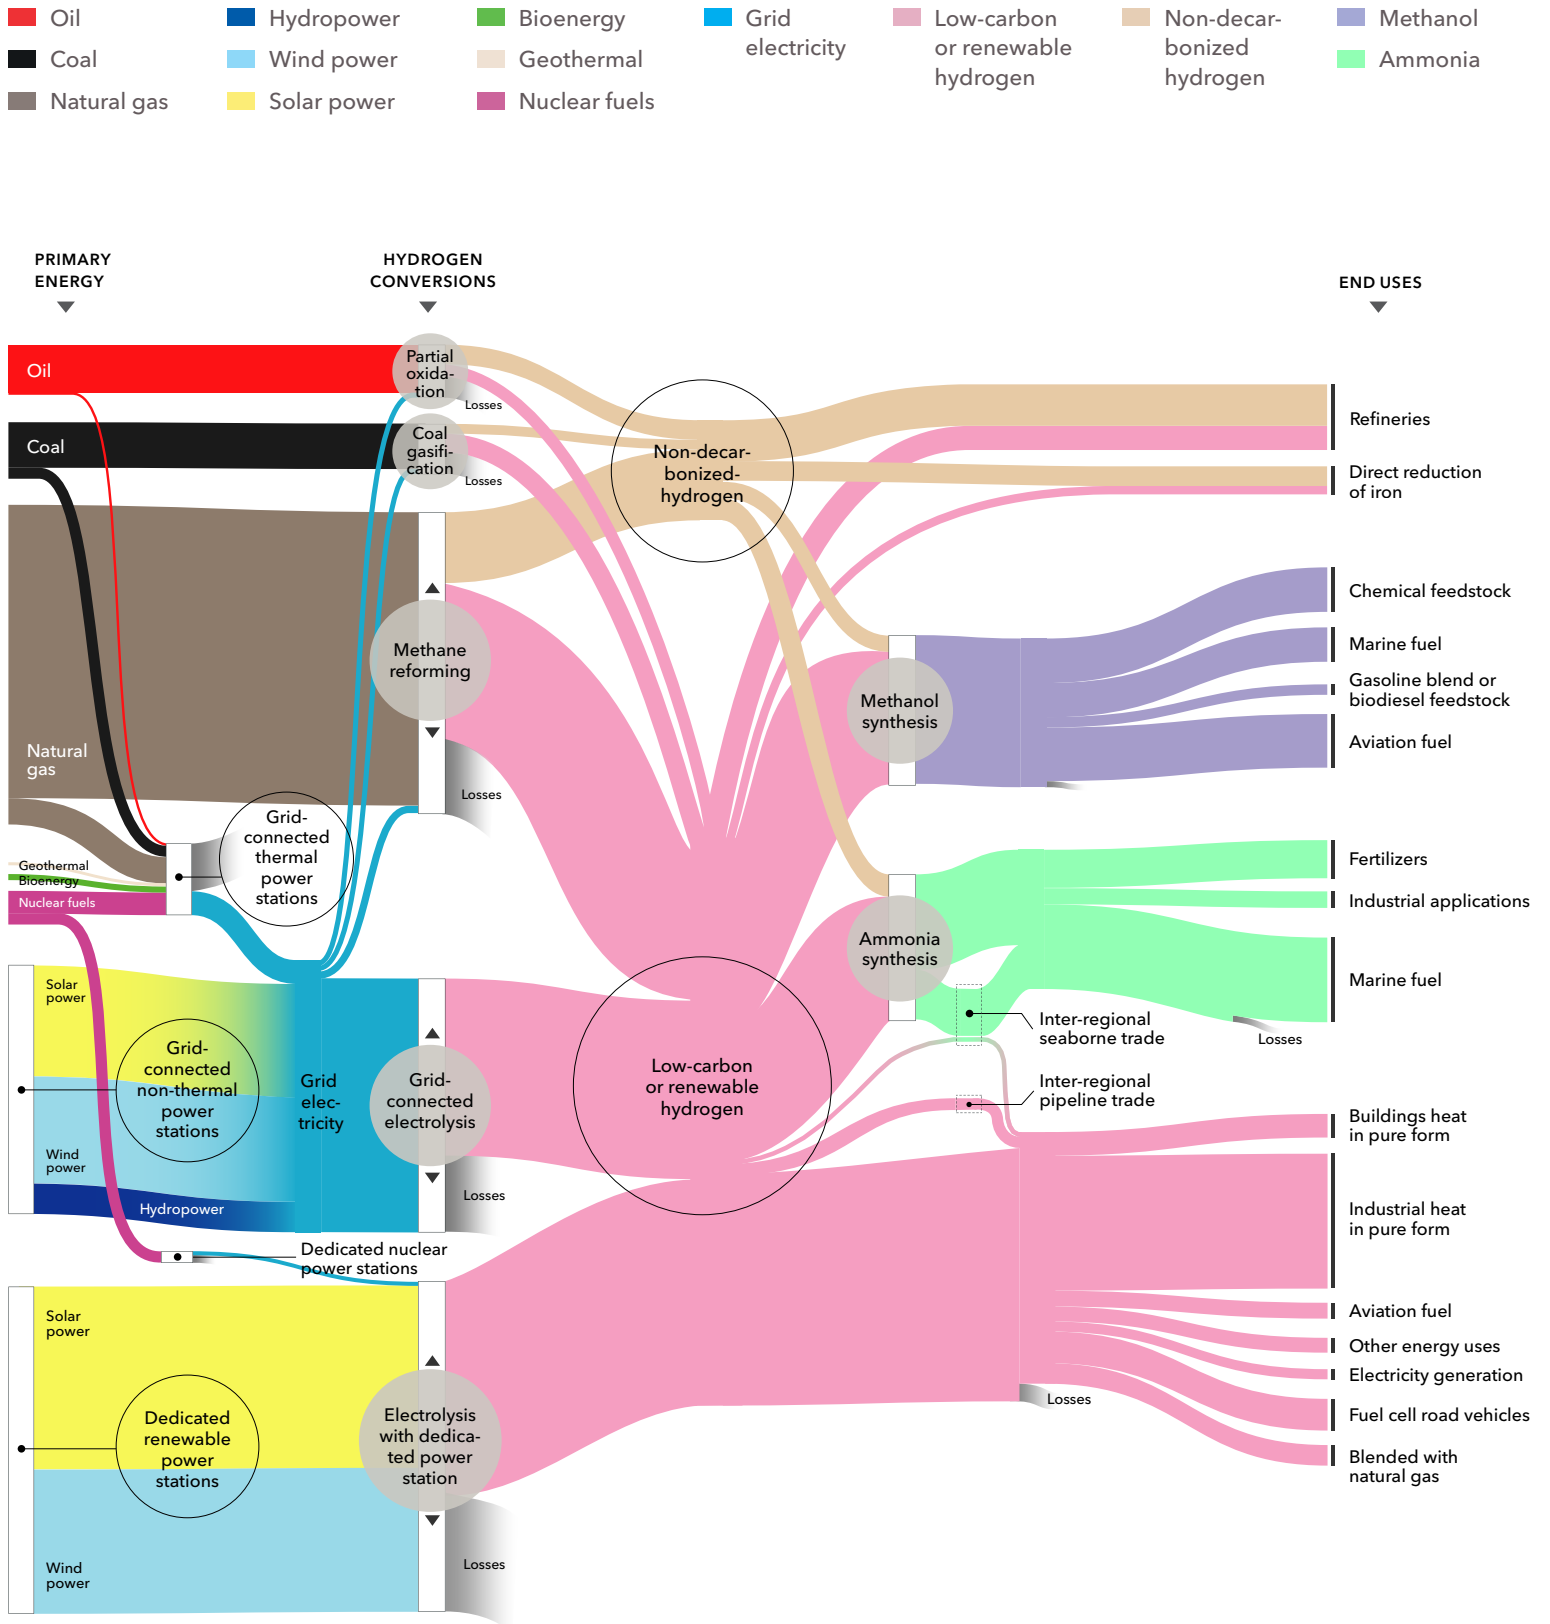 Oil
Coal
Natural gas
Hydropower
Wind power
Solar power
Bioenergy
Geothermal
Nuclear fuels
Grid
electricity
Low-carbon
or renewable
hydrogen
Non-decar-
bonized
hydrogen
Methanol
Ammonia
PRIMARY
ENERGY
HYDROGEN
CONVERSIONS
END USES
Oil
Coal
Natural
gas
Geothermal
Bioenergy
Nuclear fuels
Solar
power
Wind
power
Hydropower
Solar
power
Wind
power
Grid-
connected
thermal
power
stations
Grid-
connected
non-thermal
power
stations
Grid
elec-
tricity
Dedicated nuclear
power stations
Dedicated
renewable
power
stations
Partial
oxida-
tion
Losses
Coal
gasifi-
cation
Losses
Methane
reforming
Losses
Grid-
connected
electrolysis
Losses
Electrolysis
with dedica-
ted power
station
Losses
Non-decar-
bonized-
hydrogen
Low-carbon
or renewable
hydrogen
Methanol
synthesis
Ammonia
synthesis
Inter-regional
seaborne trade
Inter-regional
pipeline trade
Losses
Losses
Refineries
Direct reduction
of iron
Chemical feedstock
Marine fuel
Gasoline blend or
biodiesel feedstock
Aviation fuel
Fertilizers
Industrial applications
Marine fuel
Buildings heat
in pure form
Industrial heat
in pure form
Aviation fuel
Other energy uses
Electricity generation
Fuel cell road vehicles
Blended with
natural gas